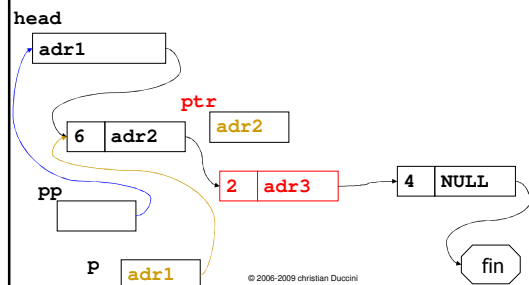 head
adr1
ptr
adr2
6 adr2
2 adr3
4 NULL
pp
p
adr1
fin
© 2006-2009 christian Duccini